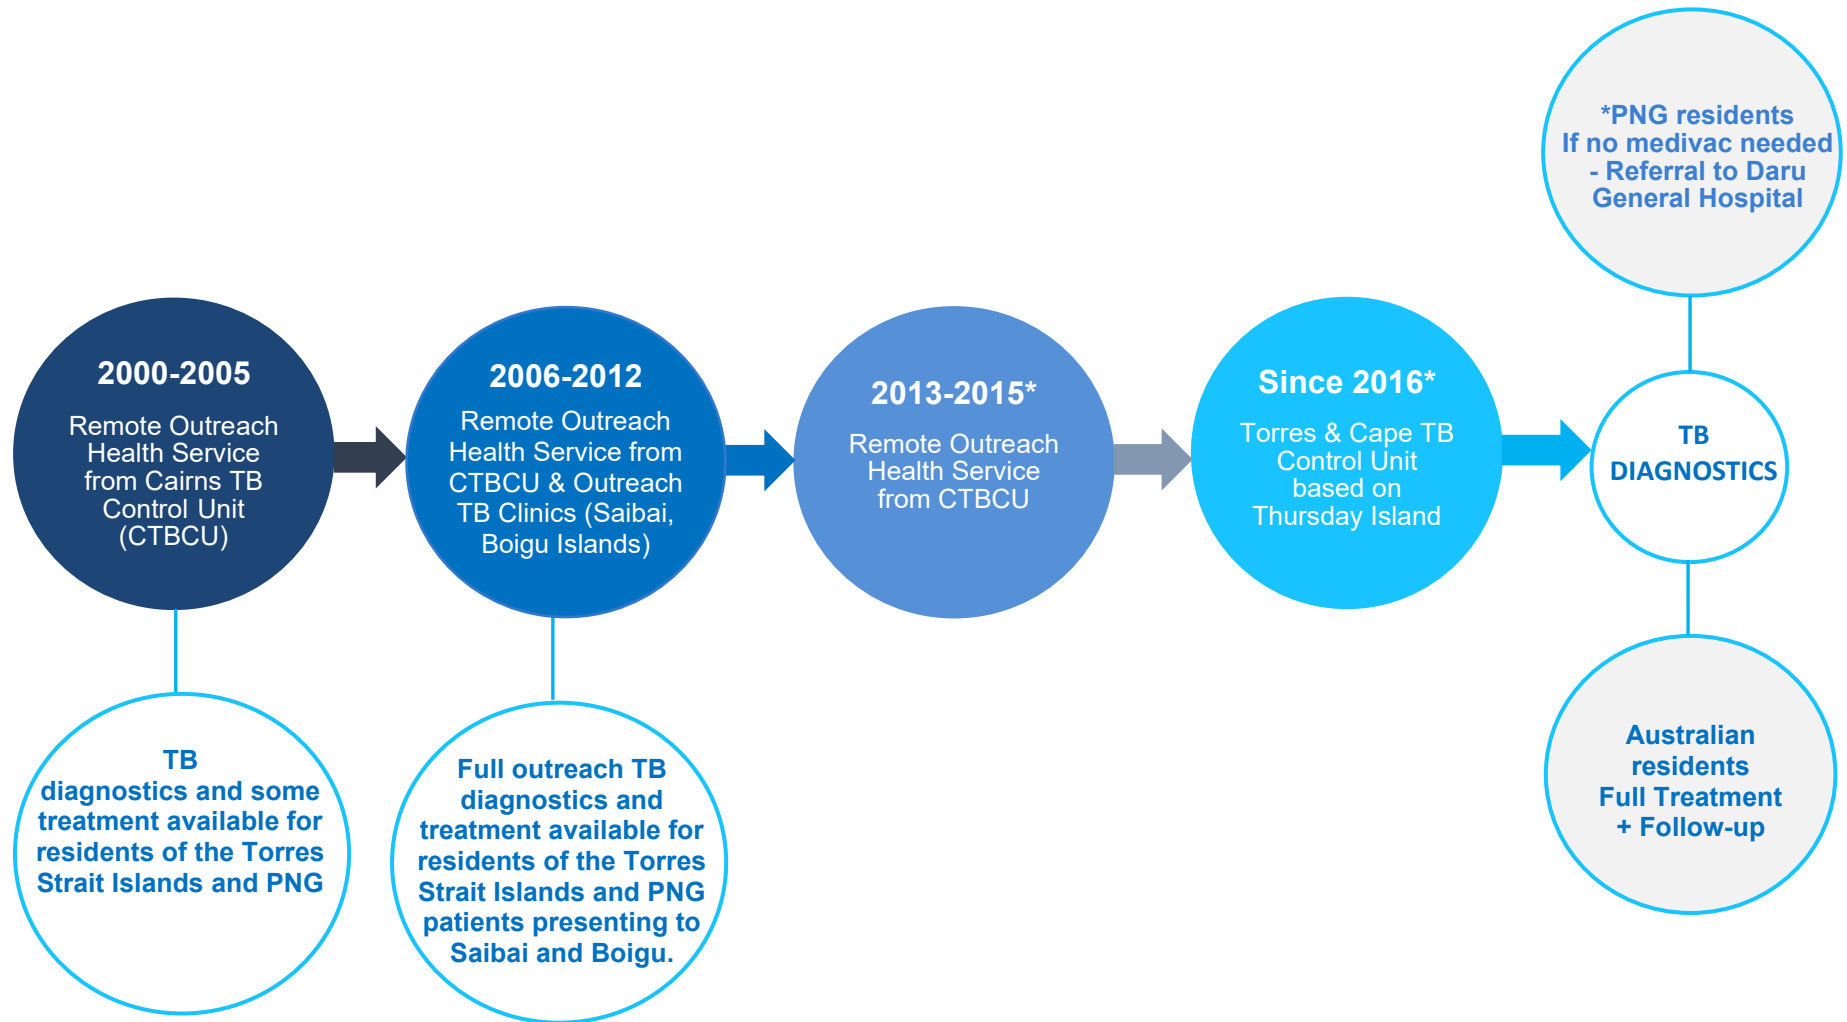 2000-2005
Remote Outreach
Health Service
from Cairns TB
Control Unit
(CTBCU)
TB
diagnostics and some
treatment available for
residents of the Torres
Strait Islands and PNG
2006-2012
Remote Outreach
Health Service from
CTBCU & Outreach
TB Clinics (Saibai,
Boigu Islands)
Full outreach TB
diagnostics and
treatment available for
residents of the Torres
Strait Islands and PNG
patients presenting to
Saibai and Boigu.
2013-2015*
Remote Outreach
Health Service
from CTBCU
Since 2016*
Torres & Cape TB
Control Unit
based on
Thursday Island
*PNG residents
If no medivac needed
- Referral to Daru
General Hospital
TB
DIAGNOSTICS
Australian
residents
Full Treatment
+ Follow-up